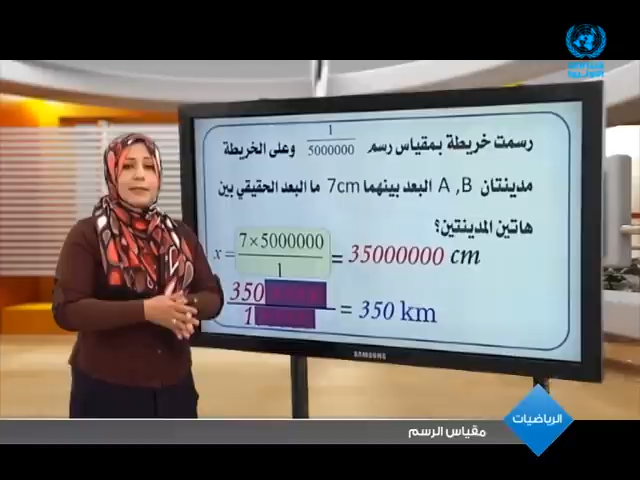 رسمت خريطة بمقياس رسم 1/5000000 وعلى الخريطة
مدينتان A ,B البعد بينهما 7cm ما البعد الحقيقي بين
هاتين المدينتين؟
x = 7×5000000/1 = 35000000 cm
350/1 = 350 km
SAMSUNG
الرياضيات
مقياس الرسم